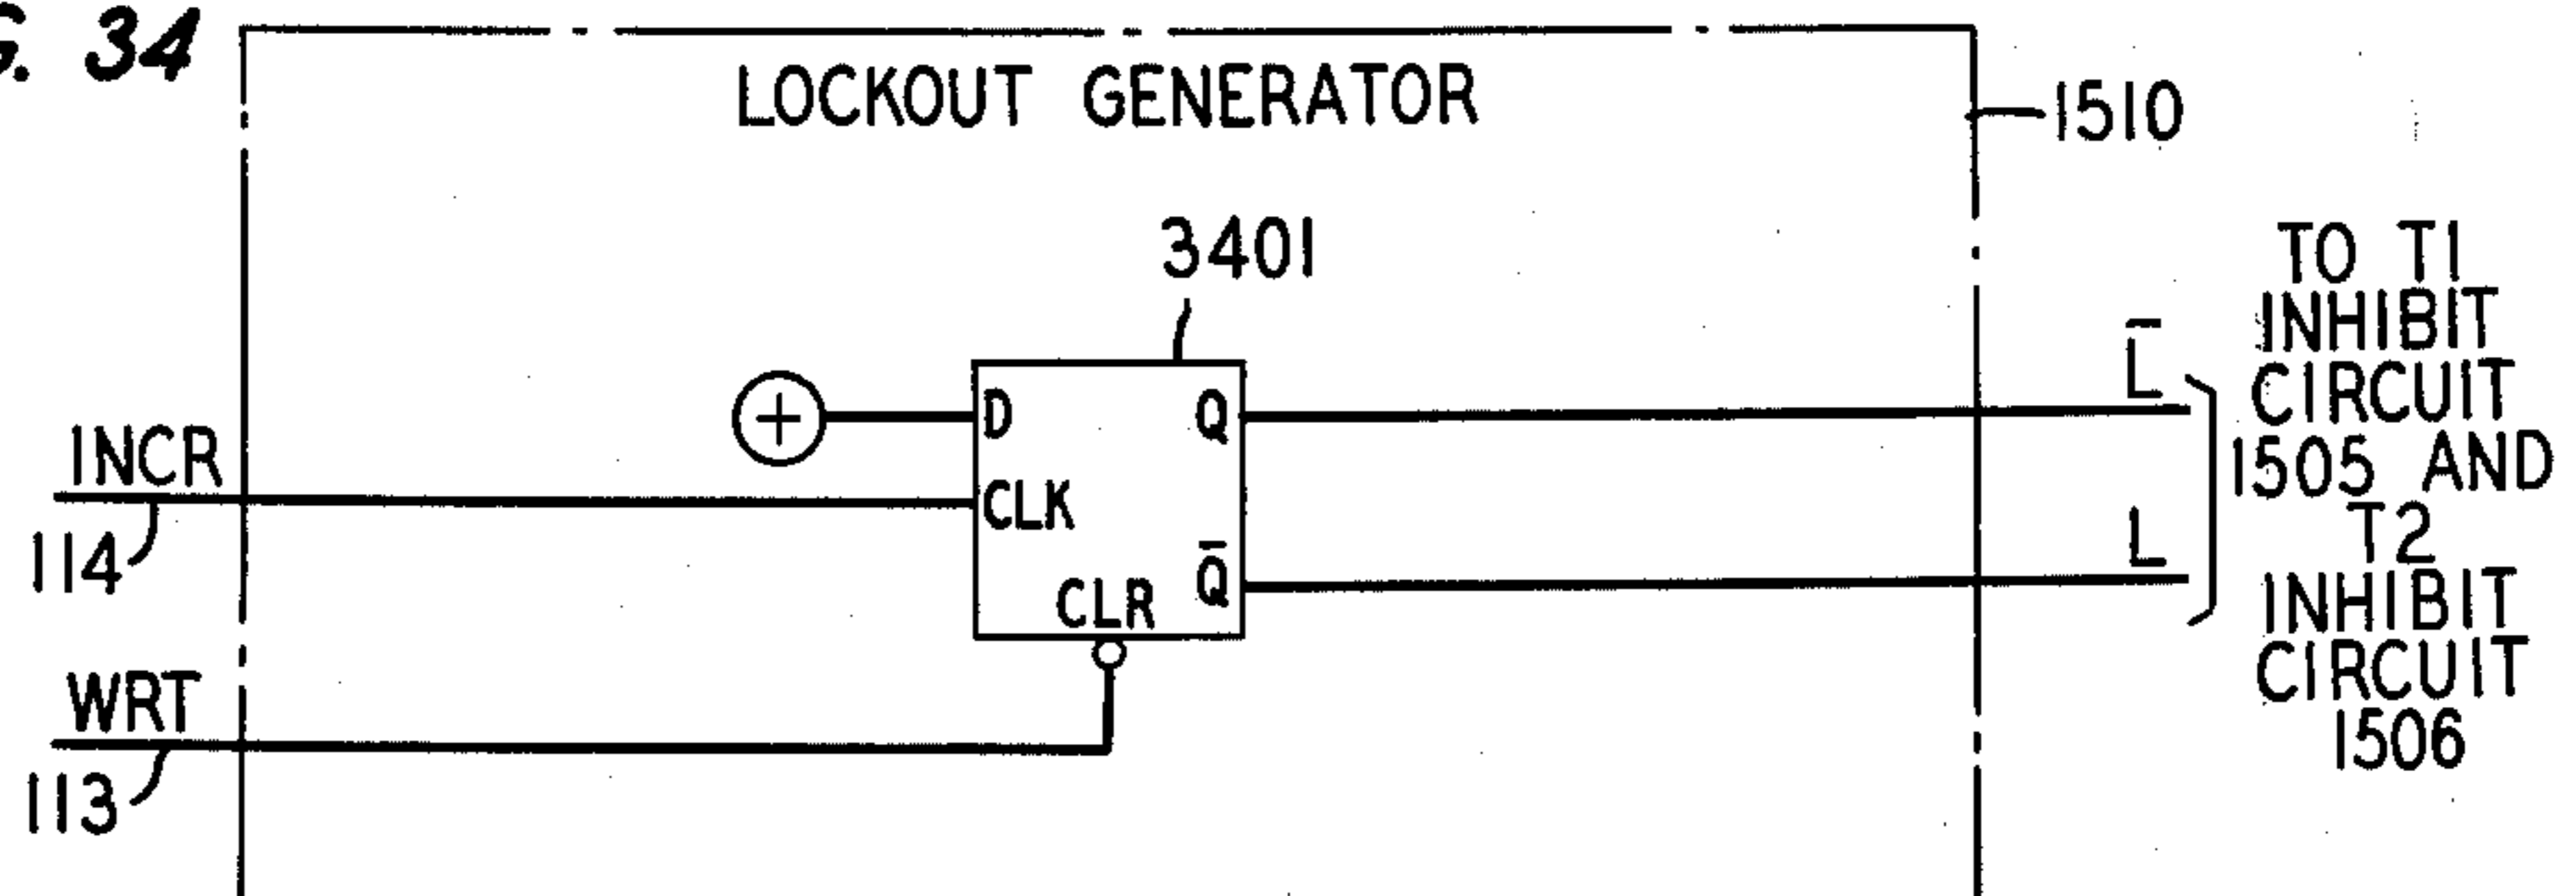 G. 34
LOCKOUT GENERATOR
1510
3401
TO T1
INHIBIT
CIRCUIT
1505 AND
T2
INHIBIT
CIRCUIT
1506
L̅
L
+
D
Q
INCR
CLK
114
Q̅
CLR
WRT
113